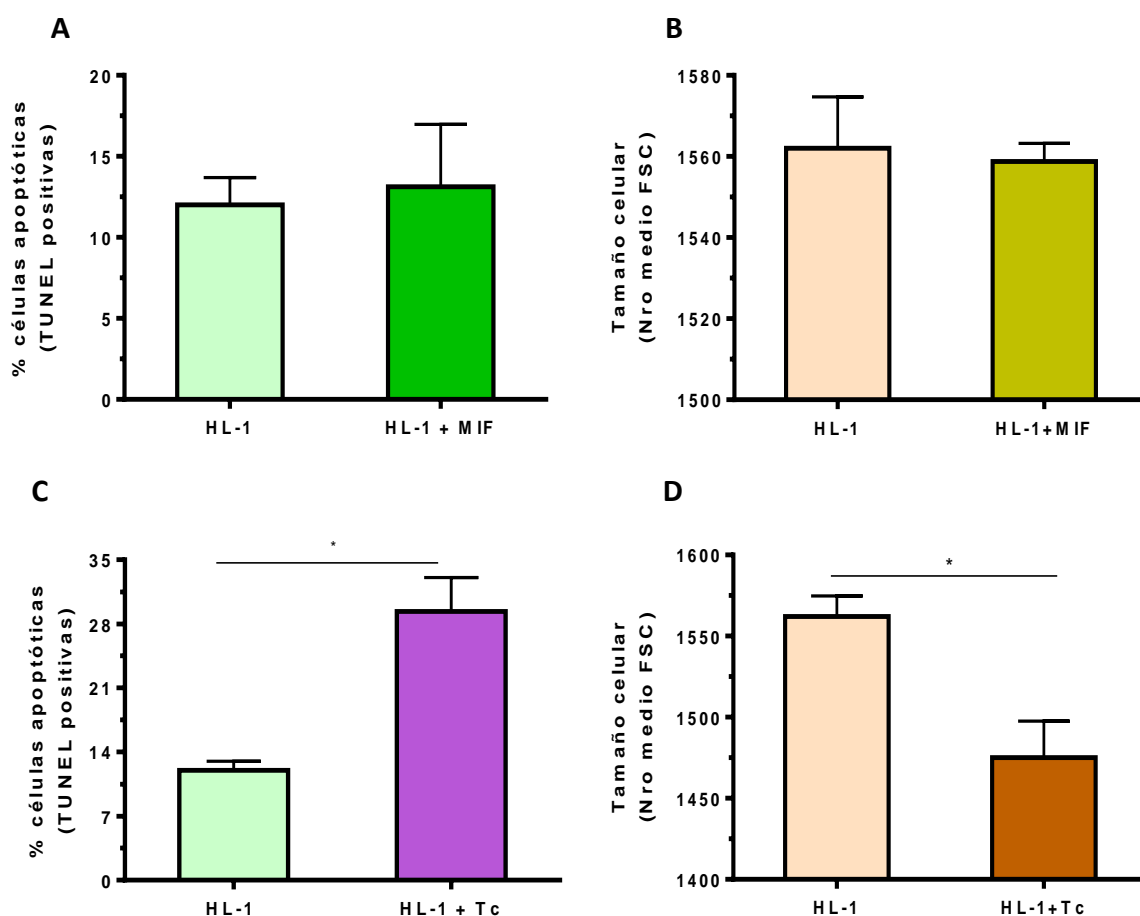 A
% células apoptóticas
(TUNEL positivas)
20
15
10
5
0
HL-1
HL-1 + MIF
B
Tamaño celular
(Nro medio FSC)
1580
1560
1540
1520
1500
HL-1
HL-1+MIF
C
% células apoptóticas
(TUNEL positivas)
35
28
21
14
7
0
*
HL-1
HL-1 + Tc
D
Tamaño celular
(Nro medio FSC)
1600
1550
1500
1450
1400
*
HL-1
HL-1+Tc